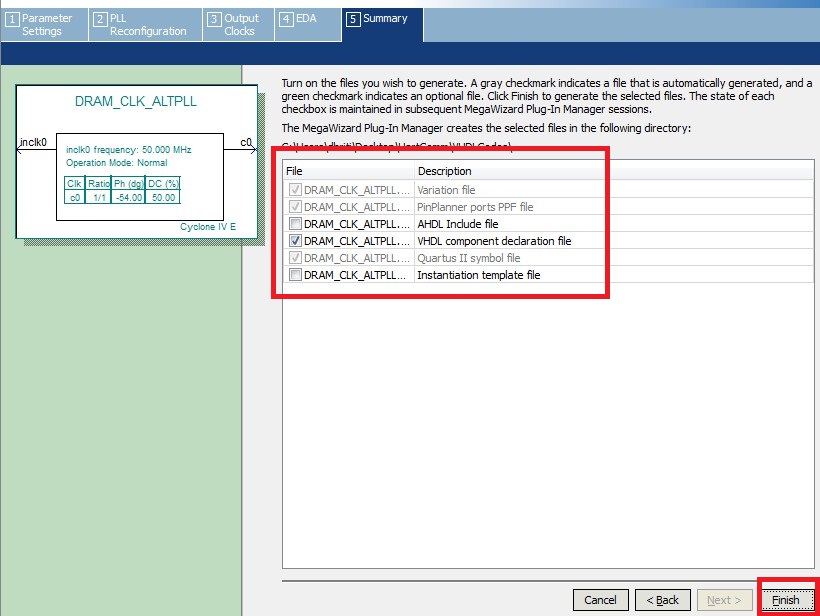 1 Parameter Settings
2 PLL Reconfiguration
3 Output Clocks
4 EDA
5 Summary
DRAM_CLK_ALTPLL
inclk0
c0
inclk0 frequency: 50.000 MHz
Operation Mode: Normal
Clk Ratio Ph (dg) DC (%)
c0 1/1 -54.00 50.00
Cyclone IV E
Turn on the files you wish to generate. A gray checkmark indicates a file that is automatically generated, and a
green checkmark indicates an optional file. Click Finish to generate the selected files. The state of each
checkbox is maintained in subsequent MegaWizard Plug-In Manager sessions.
The MegaWizard Plug-In Manager creates the selected files in the following directory:
File Description
DRAM_CLK_ALTPLL.... Variation file
DRAM_CLK_ALTPLL.... PinPlanner ports PPF file
DRAM_CLK_ALTPLL.... AHDL Include file
DRAM_CLK_ALTPLL.... VHDL component declaration file
DRAM_CLK_ALTPLL.... Quartus II symbol file
DRAM_CLK_ALTPLL... Instantiation template file
Cancel < Back Next > Finish